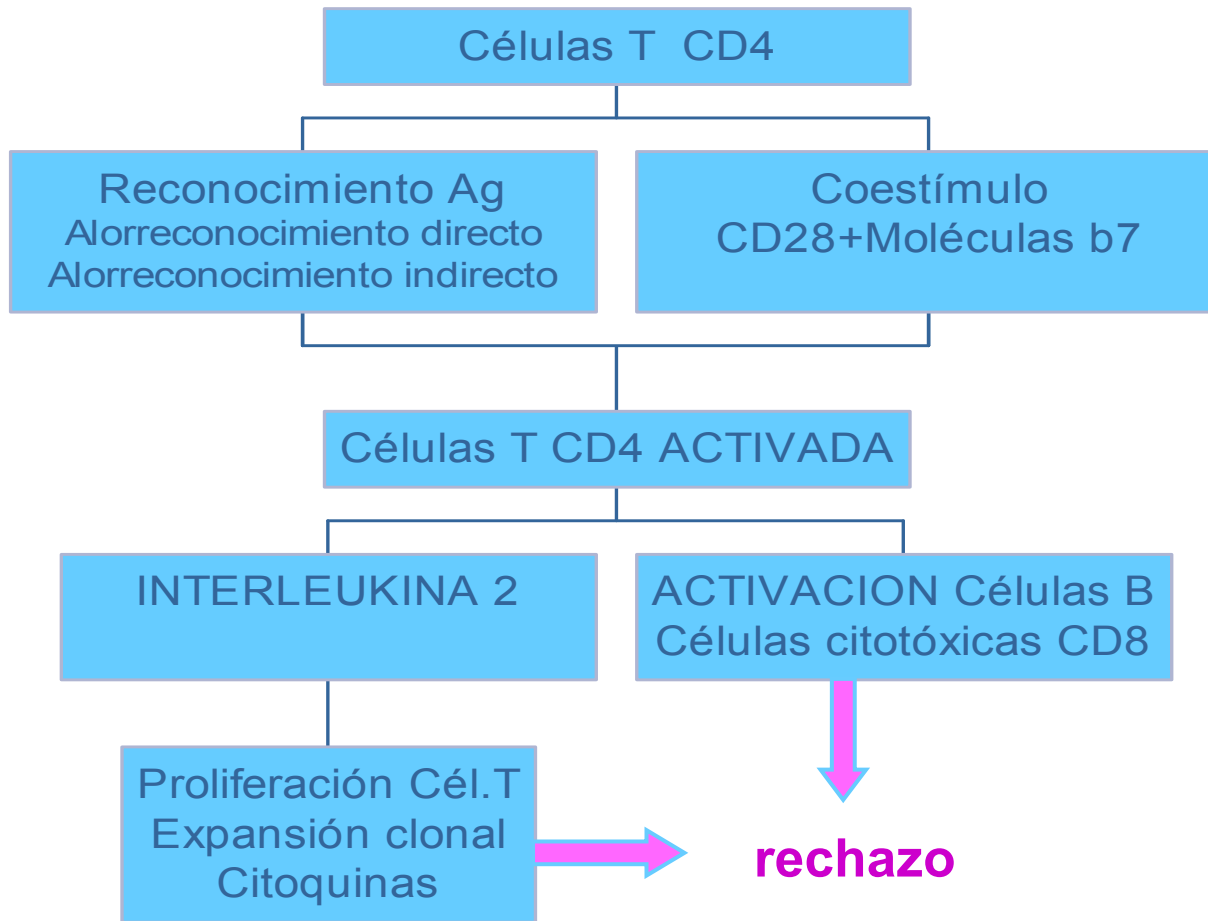 Células T CD4
Reconocimiento Ag
Alorreconocimiento directo
Alorreconocimiento indirecto
Coestímulo
CD28+Moléculas b7
Células T CD4 ACTIVADA
INTERLEUKINA 2
ACTIVACION Células B
Células citotóxicas CD8
Proliferación Cél.T
Expansión clonal
Citoquinas
rechazo